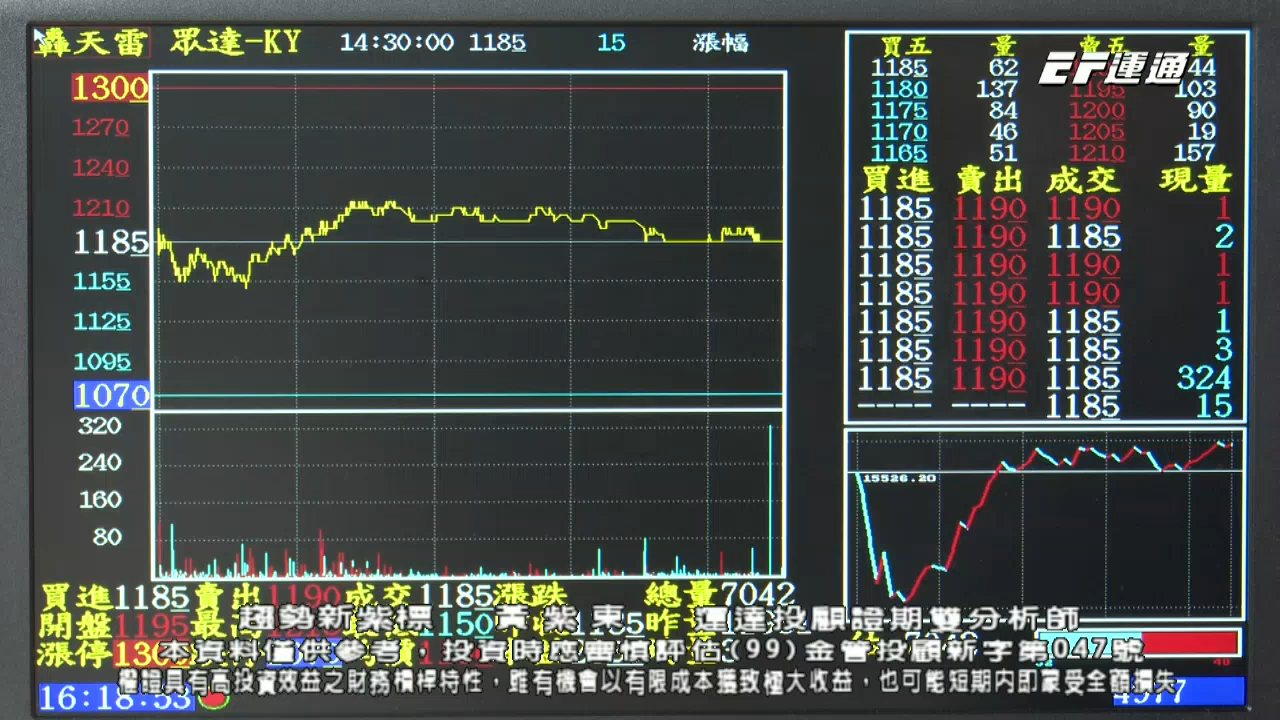 轟天雷 眾達-KY 14:30:00 1185 15 漲幅
1300
1270
1240
1210
1185
1155
1125
1095
1070
320
240
160
80
買五 量 賣五 量
1185 62 44
1180 137 1195 103
1175 84 1200 90
1170 46 1205 19
1165 51 1210 157
EF運通
買進 賣出 成交 現量
1185 1190 1190 1
1185 1190 1185 2
1185 1190 1190 1
1185 1190 1190 1
1185 1190 1185 1
1185 1190 1185 3
1185 1190 1185 324
---- ---- 1185 15
15526.20
買進1185 賣出1190 成交1185 漲跌 總量7042
開盤1195 最高
漲停
趨勢新紫標 黃紫東 運達投顧證期雙分析師
本資料僅供參考，投資時應審慎評估(99)金管投顧新字第047號
權證具有高投資效益之財務槓桿特性，雖有機會以有限成本獲致極大收益，也可能短期內即蒙受全額損失
16:18:53